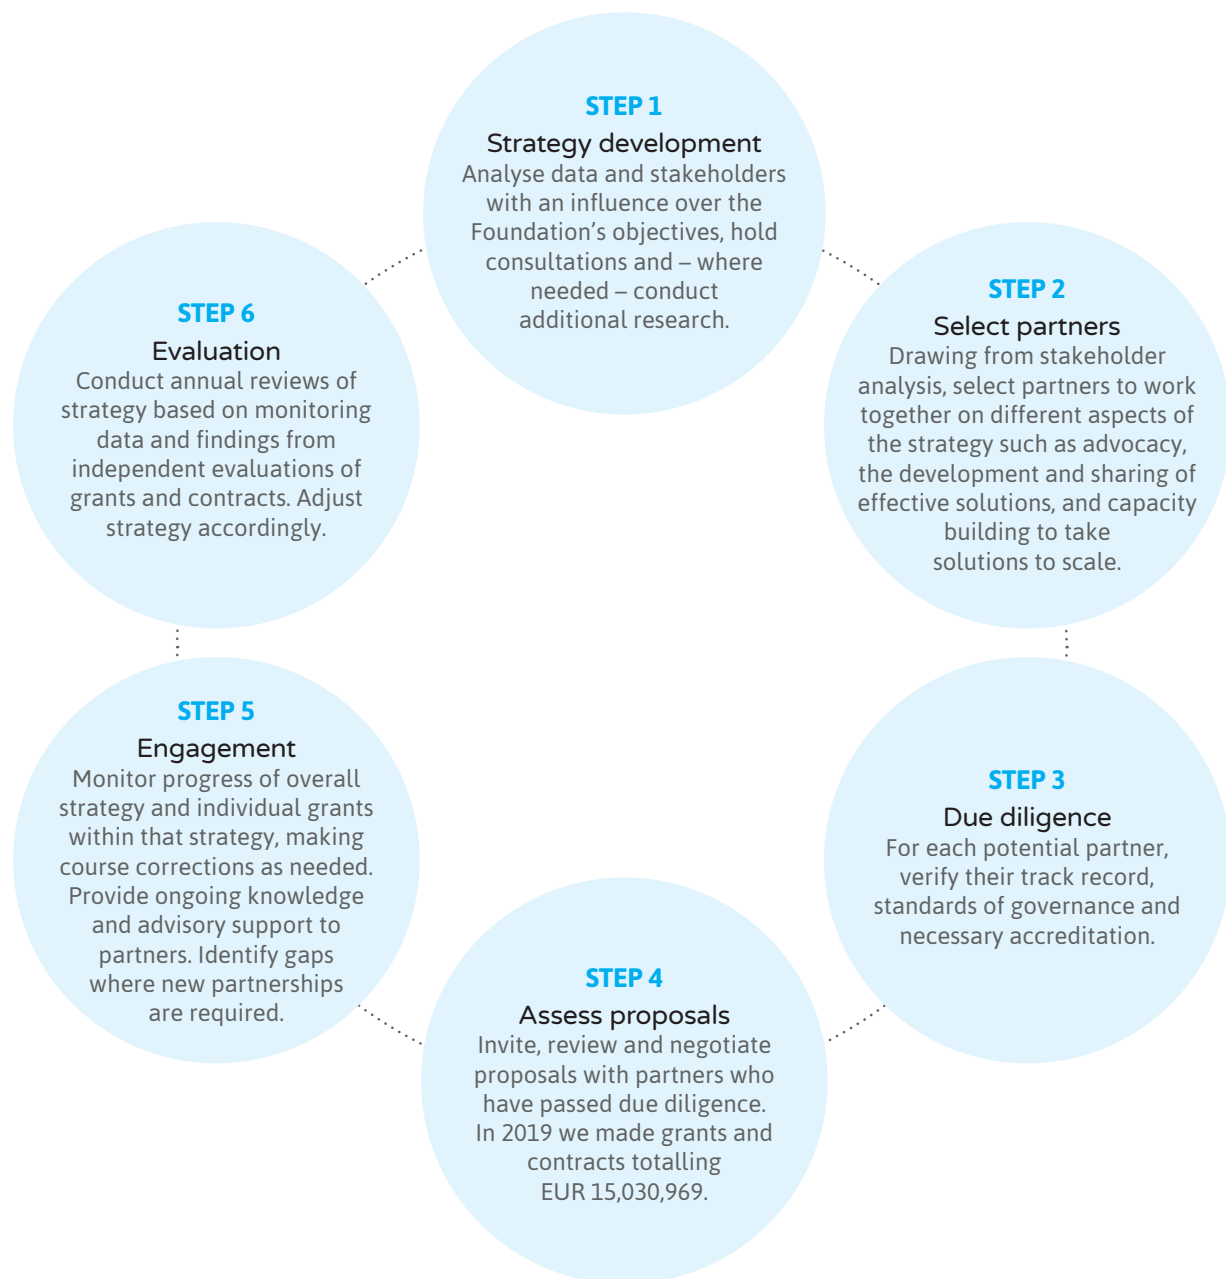 STEP 1
Strategy development
Analyse data and stakeholders
with an influence over the
Foundation’s objectives, hold
consultations and – where
needed – conduct
additional research.
STEP 2
Select partners
Drawing from stakeholder
analysis, select partners to work
together on different aspects of
the strategy such as advocacy,
the development and sharing of
effective solutions, and capacity
building to take
solutions to scale.
STEP 3
Due diligence
For each potential partner,
verify their track record,
standards of governance and
necessary accreditation.
STEP 4
Assess proposals
Invite, review and negotiate
proposals with partners who
have passed due diligence.
In 2019 we made grants and
contracts totalling
EUR 15,030,969.
STEP 5
Engagement
Monitor progress of overall
strategy and individual grants
within that strategy, making
course corrections as needed.
Provide ongoing knowledge
and advisory support to
partners. Identify gaps
where new partnerships
are required.
STEP 6
Evaluation
Conduct annual reviews of
strategy based on monitoring
data and findings from
independent evaluations of
grants and contracts. Adjust
strategy accordingly.